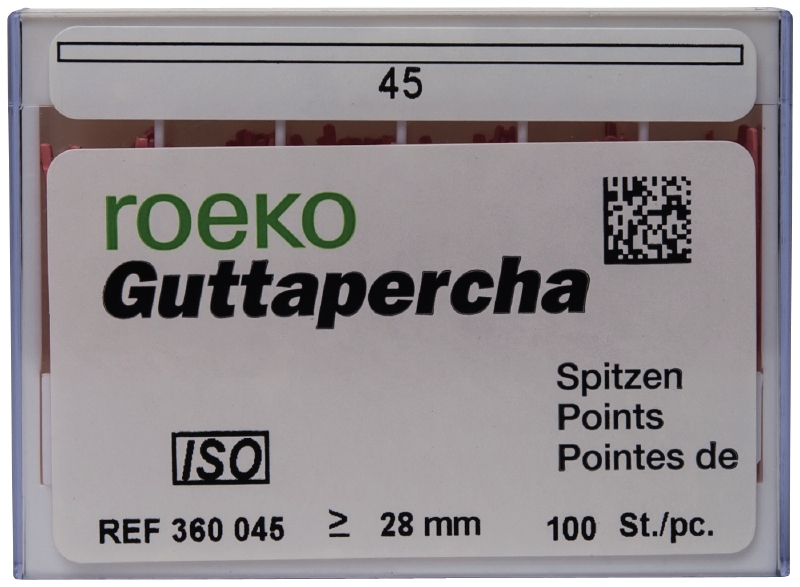 45
roeko
Guttapercha
Spitzen
Points
Pointes de
ISO
REF 360 045 ≥ 28 mm 100 St./pc.